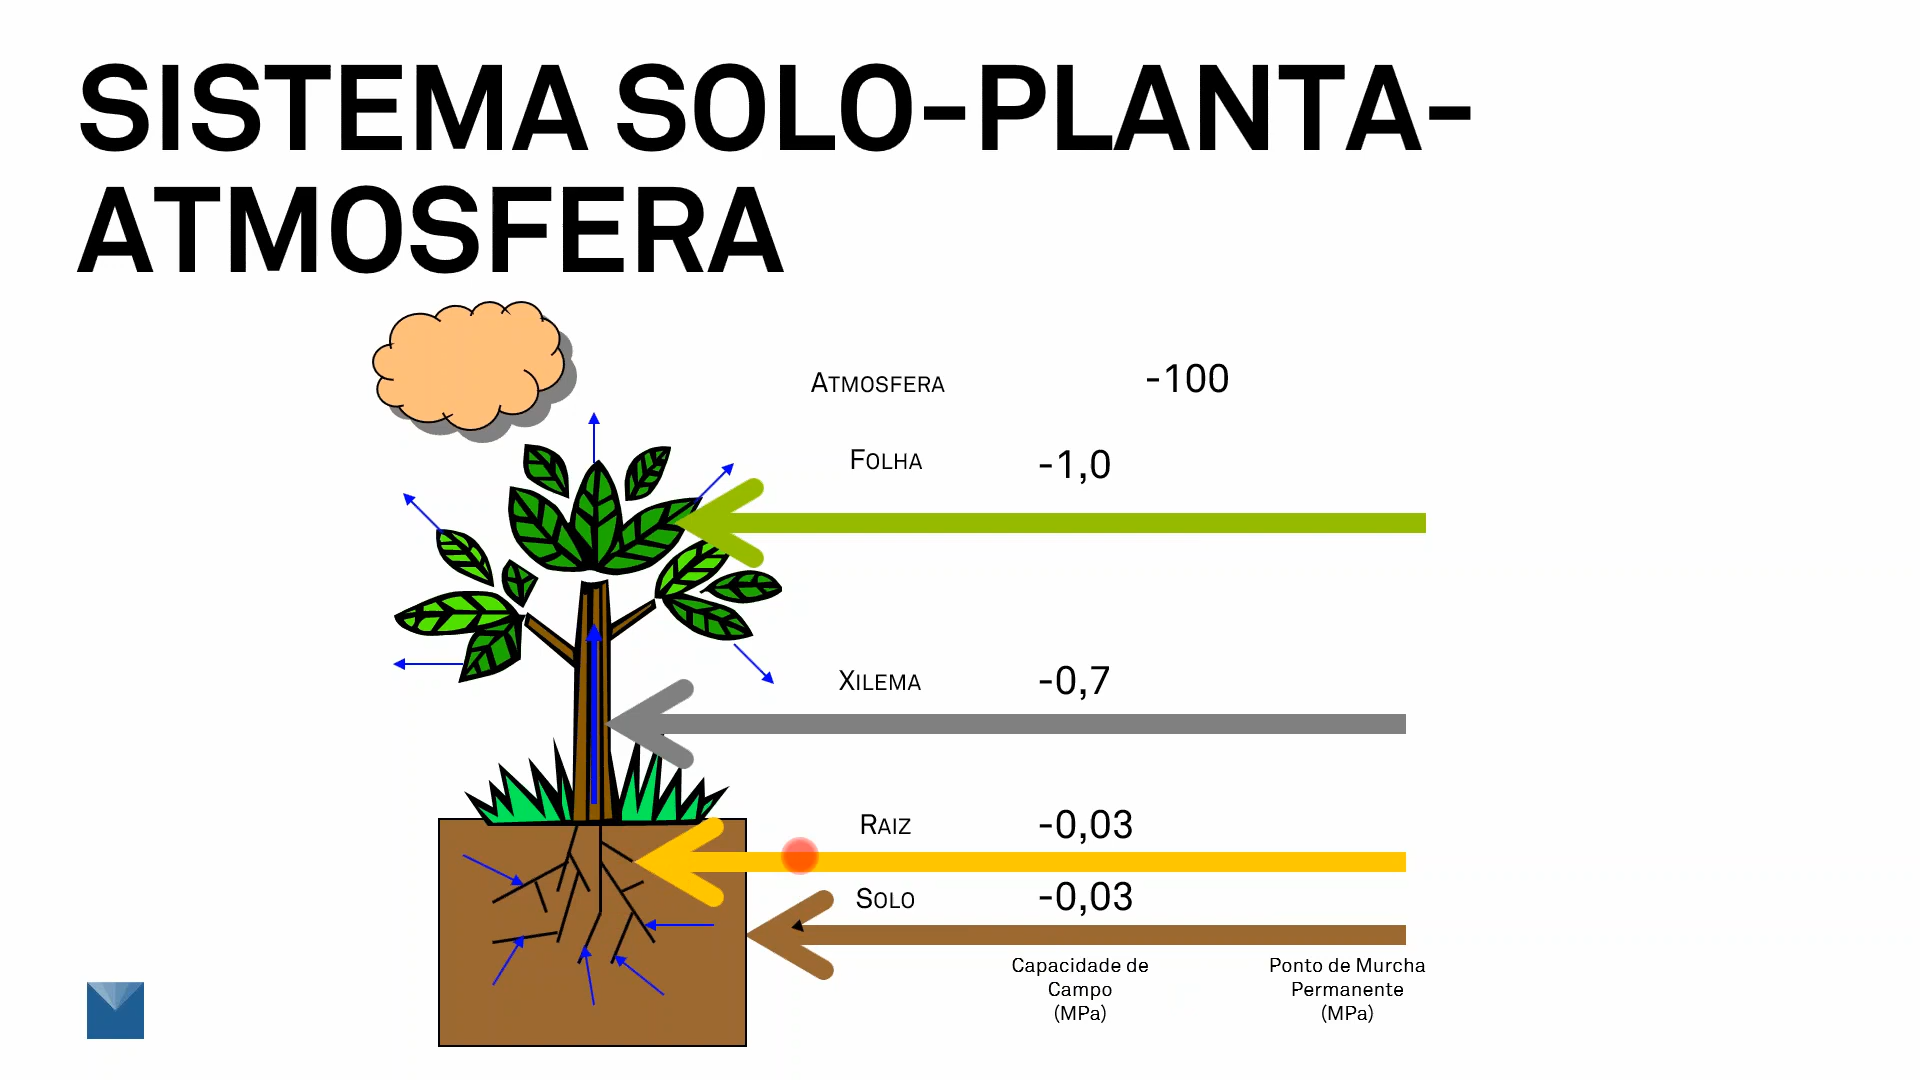 SISTEMA SOLO-PLANTA-
ATMOSFERA
ATMOSFERA -100
FOLHA -1,0
XILEMA -0,7
RAIZ -0,03
SOLO -0,03
Capacidade de
Campo
(MPa)
Ponto de Murcha
Permanente
(MPa)